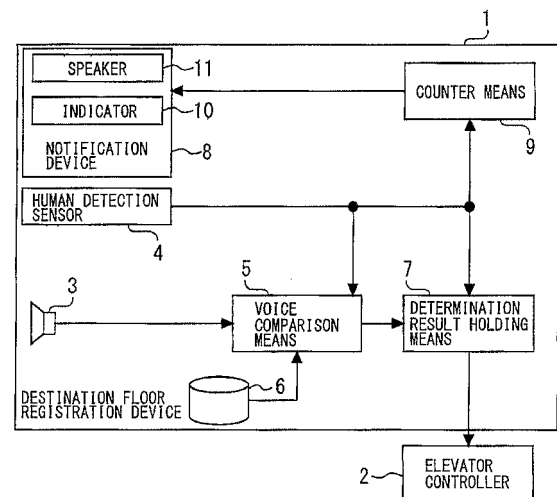 1
SPEAKER
11
INDICATOR
10
NOTIFICATION
DEVICE
8
COUNTER MEANS
9
HUMAN DETECTION
SENSOR
4
3
5
VOICE
COMPARISON
MEANS
7
DETERMINATION
RESULT HOLDING
MEANS
6
DESTINATION FLOOR
REGISTRATION DEVICE
2
ELEVATOR
CONTROLLER